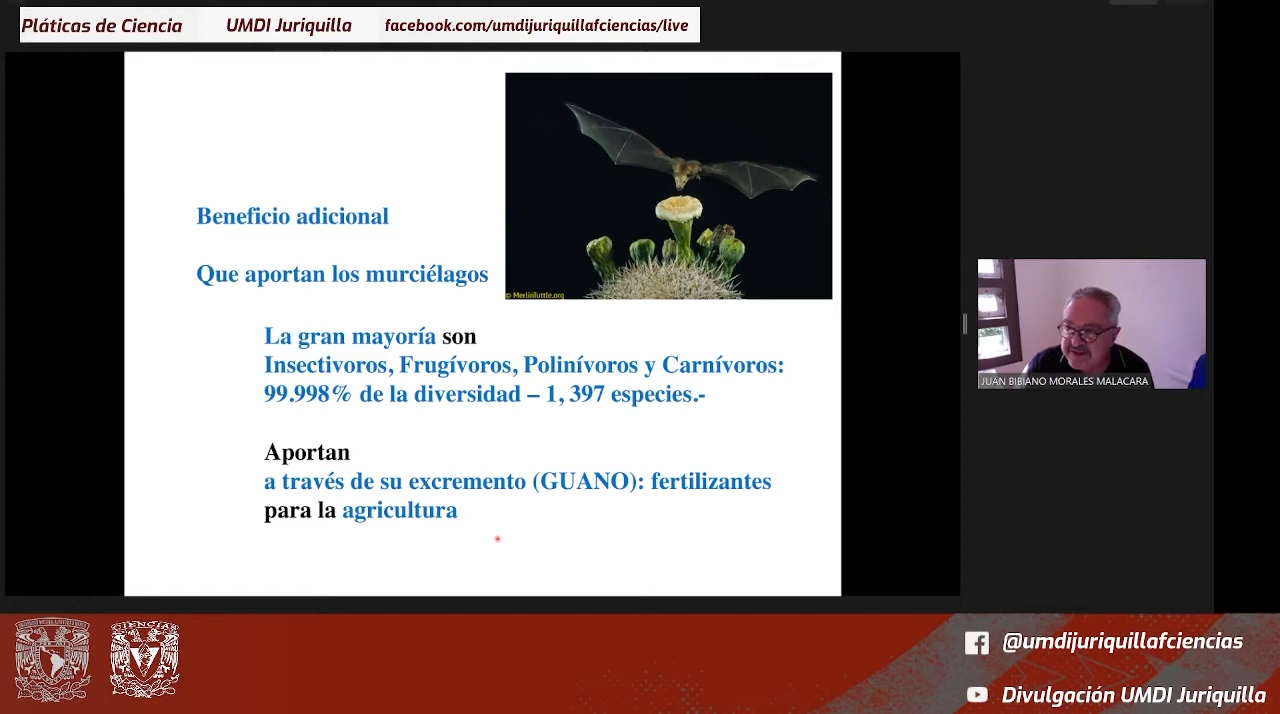 Pláticas de Ciencia UMDI Juriquilla facebook.com/umdijuriquillafciencias/live
© MerlinTuttle.org
Beneficio adicional
Que aportan los murciélagos
La gran mayoría son
Insectivoros, Frugívoros, Polinívoros y Carnívoros:
99.998% de la diversidad – 1, 397 especies.-
Aportan
a través de su excremento (GUANO): fertilizantes
para la agricultura
JUAN BIBIANO MORALES MALACARA
CIENCIAS
@umdijuriquillafciencias
Divulgación UMDI Juriquilla